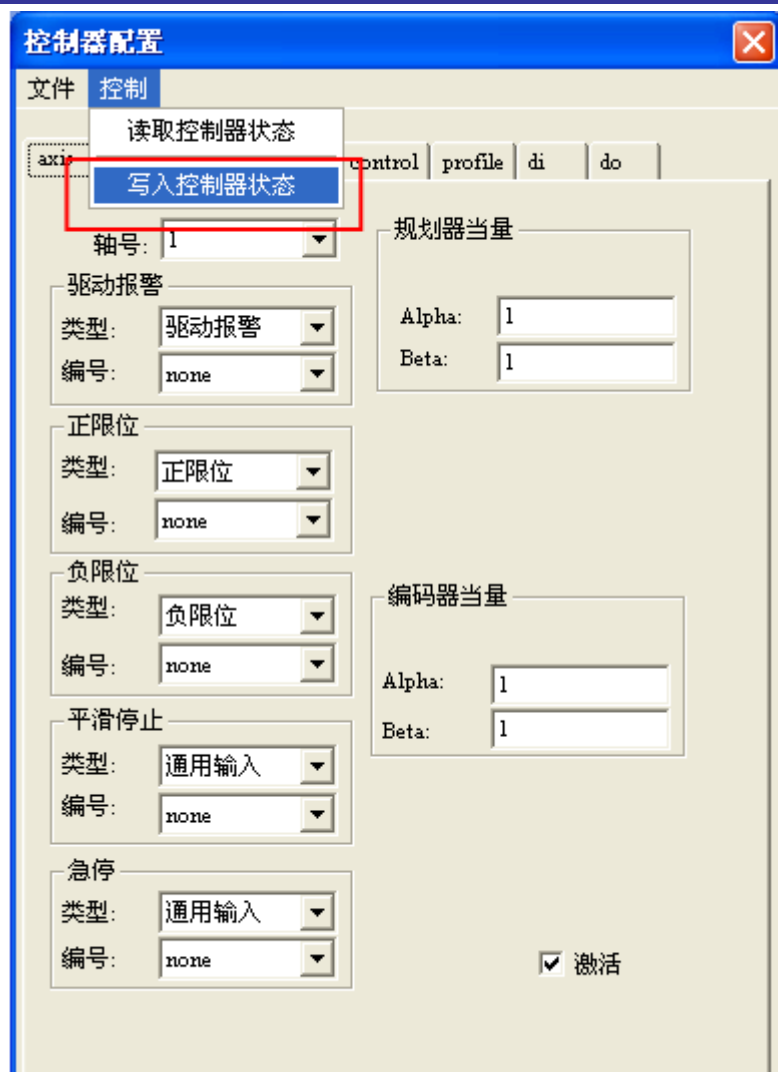 控制器配置
文件 控制
读取控制器状态
写入控制器状态
axis control profile di do
轴号: 1
规划器当量
Alpha: 1
Beta: 1
驱动报警
类型: 驱动报警
编号: none
正限位
类型: 正限位
编号: none
负限位
类型: 负限位
编号: none
编码器当量
Alpha: 1
Beta: 1
平滑停止
类型: 通用输入
编号: none
急停
类型: 通用输入
编号: none
激活